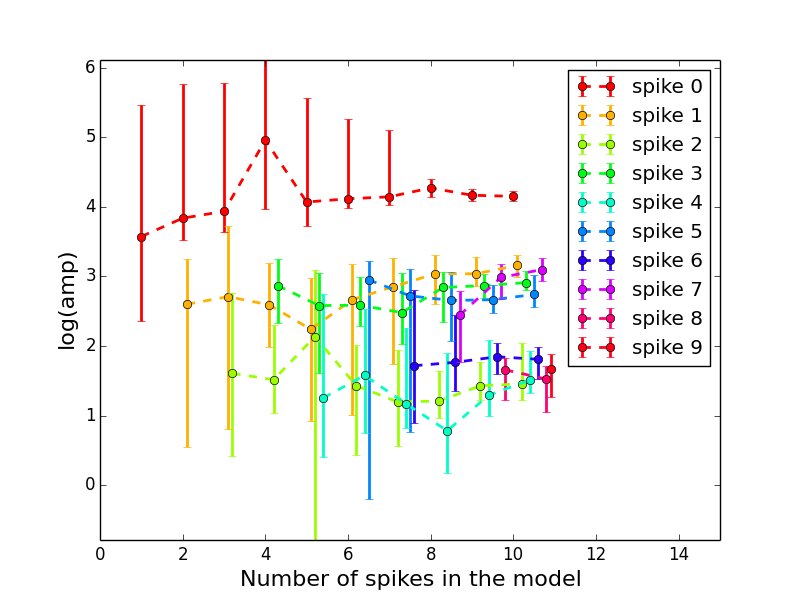 6
5
4
3
2
1
0
0 2 4 6 8 10 12 14
log(amp)
Number of spikes in the model
spike 0
spike 1
spike 2
spike 3
spike 4
spike 5
spike 6
spike 7
spike 8
spike 9